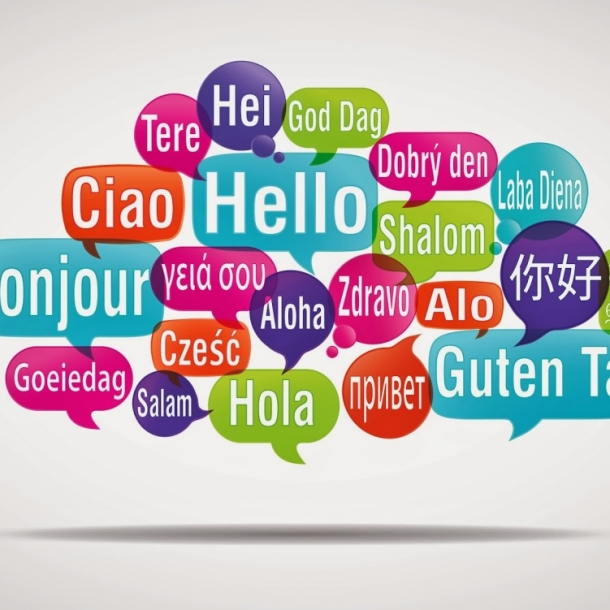 Hei
God Dag
Tere
Dobrý den
Laba Diena
Ciao
Hello
Shalom
onjour
γειά σου
你好
Aloha
Zdravo
Alo
Cześć
Goeiedag
Guten Ta
Salam
Hola
привет